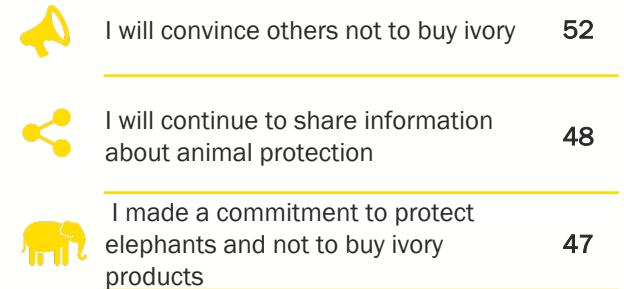 I will convince others not to buy ivory 52
I will continue to share information
about animal protection 48
I made a commitment to protect
elephants and not to buy ivory 47
products